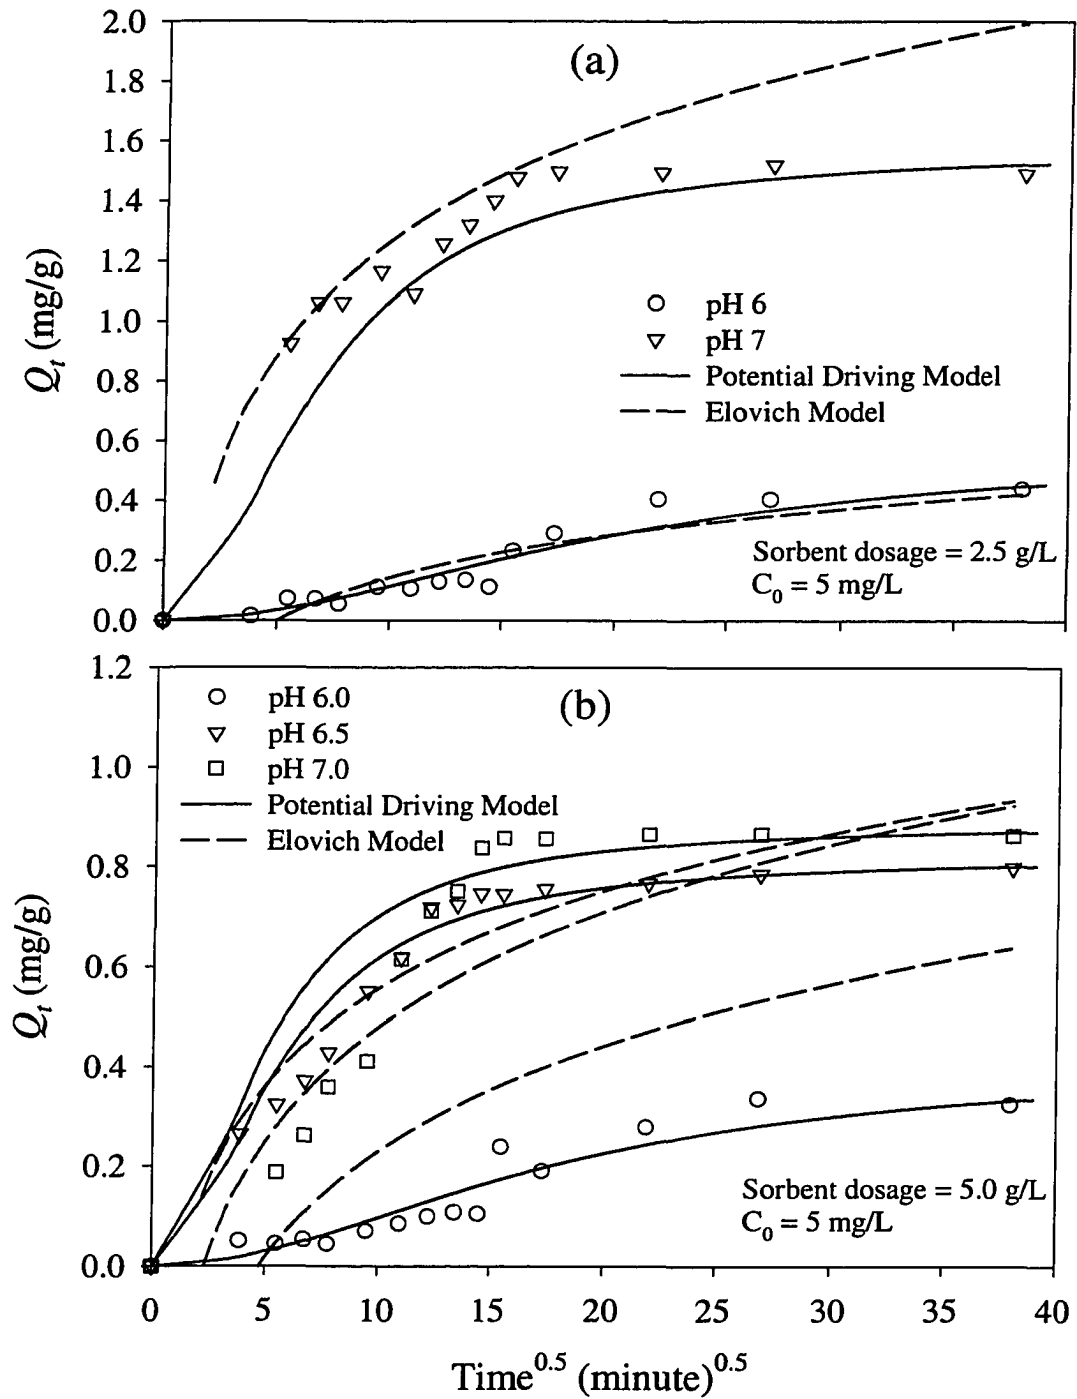 2.0
(a)
1.8
1.6
1.4
1.2
1.0
0.8
0.6
0.4
0.2
0.0
Qt (mg/g)
pH 6
pH 7
Potential Driving Model
Elovich Model
Sorbent dosage = 2.5 g/L
C0 = 5 mg/L
1.2
(b)
1.0
0.8
0.6
0.4
0.2
0.0
Qt (mg/g)
pH 6.0
pH 6.5
pH 7.0
Potential Driving Model
Elovich Model
Sorbent dosage = 5.0 g/L
C0 = 5 mg/L
0 5 10 15 20 25 30 35 40
Time^0.5 (minute)^0.5